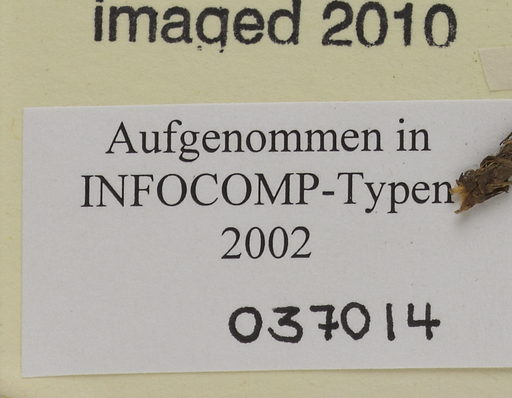 imaged 2010
Aufgenommen in
INFOCOMP-Typen
2002
037014